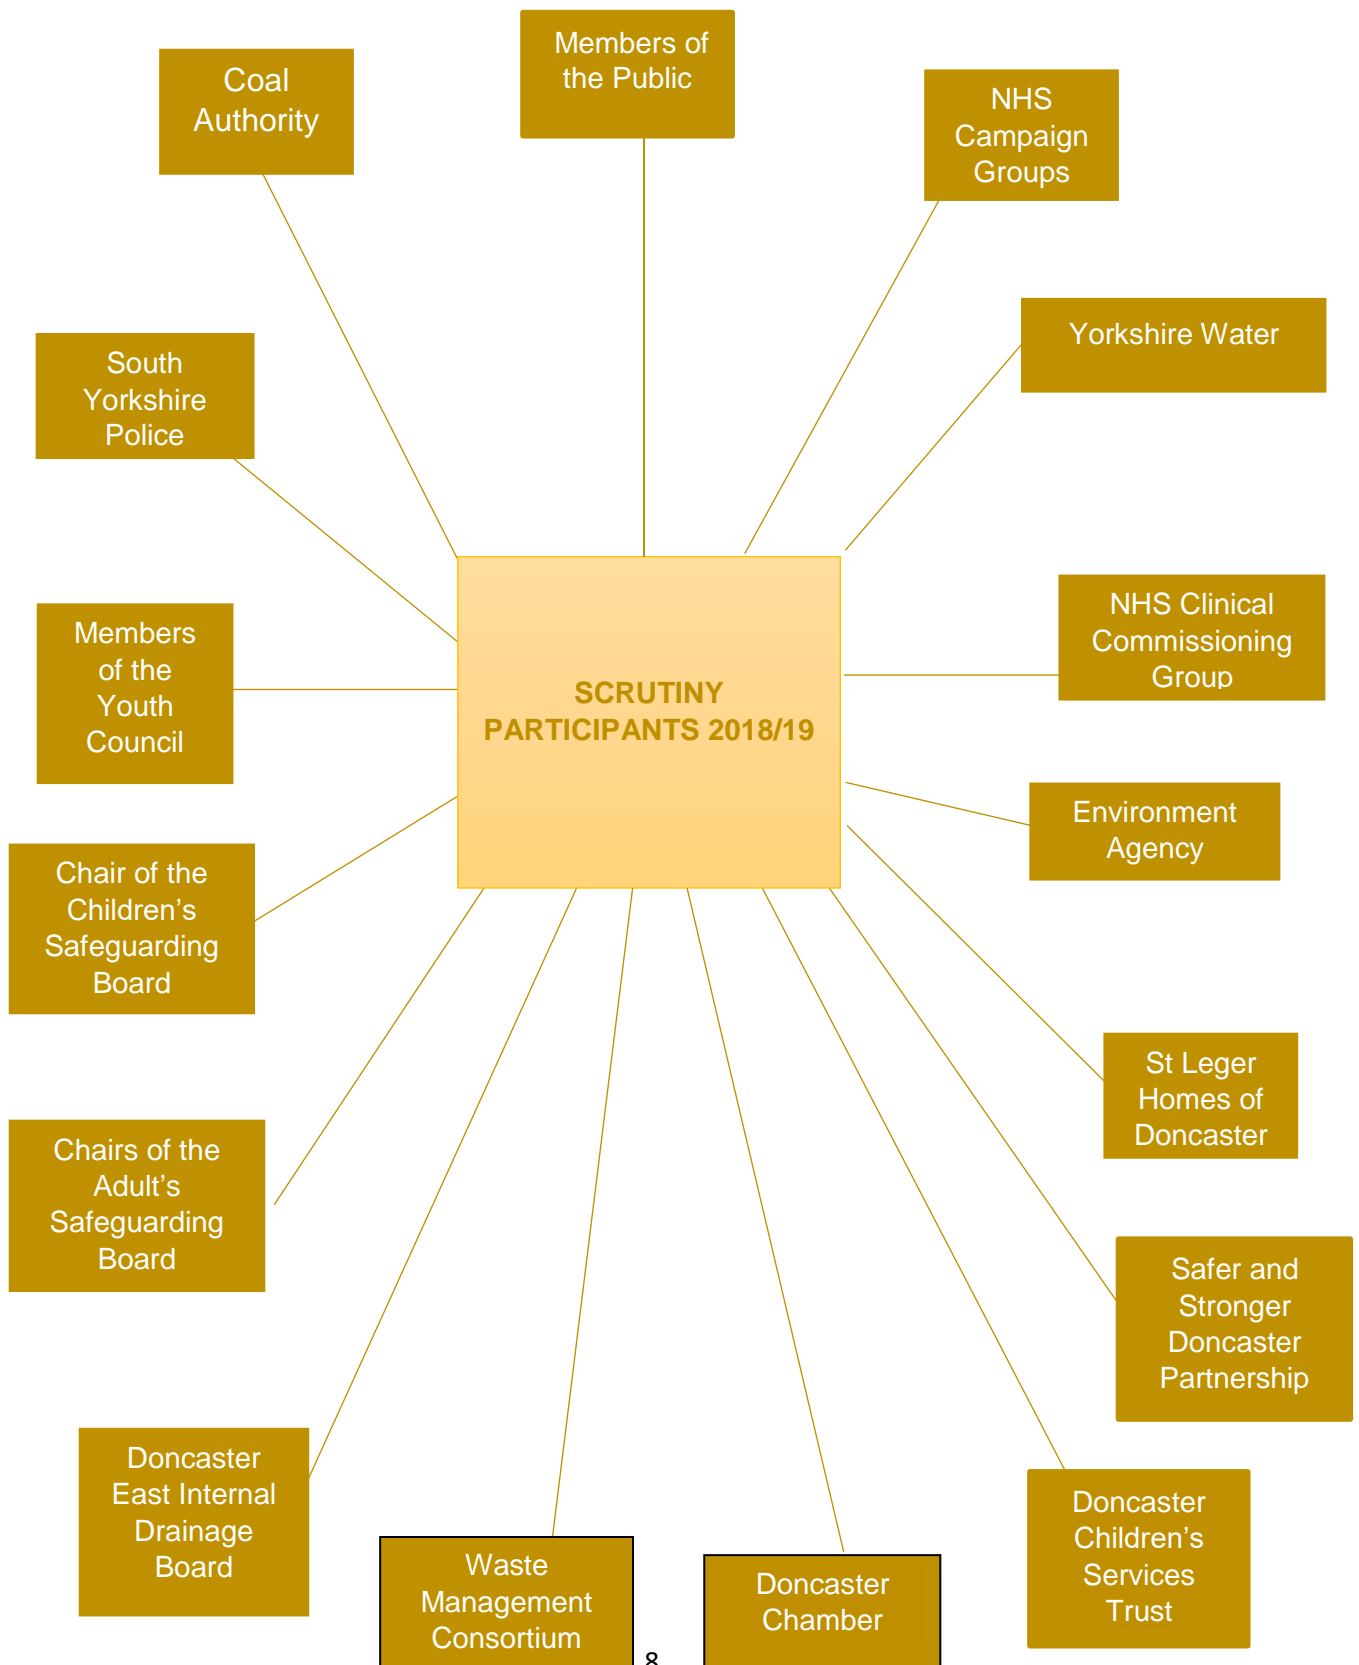 Members of
the Public
Coal
Authority
NHS
Campaign
Groups
Yorkshire Water
South
Yorkshire
Police
NHS Clinical
Commissioning
Group
Members
of the
Youth
Council
SCRUTINY
PARTICIPANTS 2018/19
Environment
Agency
Chair of the
Children’s
Safeguarding
Board
St Leger
Homes of
Doncaster
Chairs of the
Adult’s
Safeguarding
Board
Safer and
Stronger
Doncaster
Partnership
Doncaster
East Internal
Drainage
Board
Doncaster
Children’s
Services
Trust
Waste
Management
Consortium
Doncaster
Chamber
8